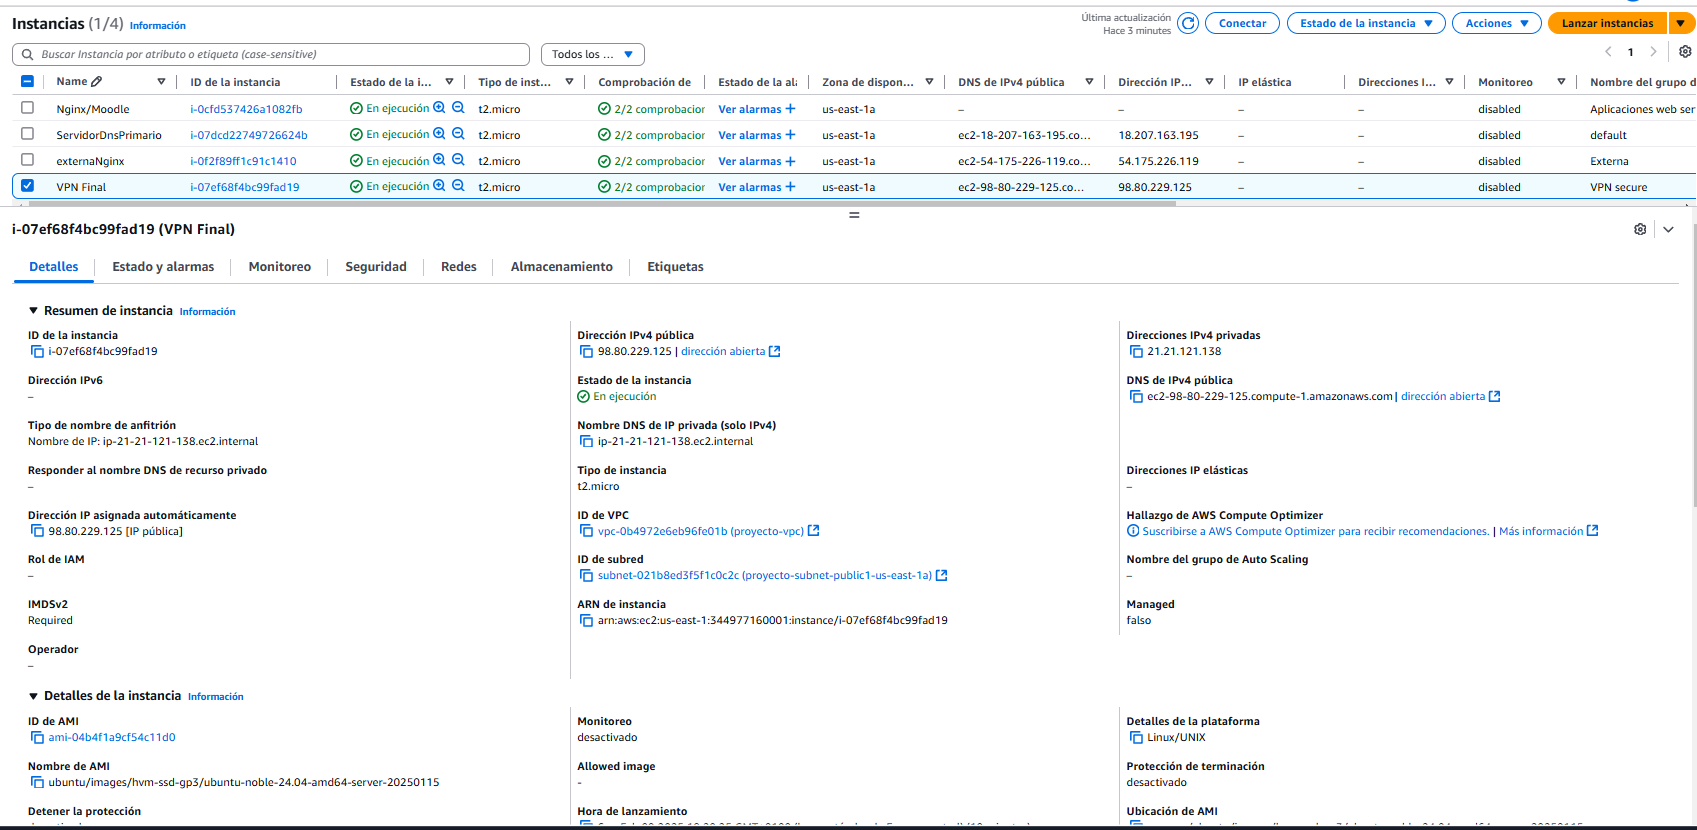 Instancias (1/4) Información
Última actualización
Hace 3 minutes
Conectar
Estado de la instancia
Acciones
Lanzar instancias
Buscar Instancia por atributo o etiqueta (case-sensitive)
Todos los ...
1
Name ID de la instancia Estado de la i... Tipo de inst... Comprobación de Estado de la ala Zona de dispon... DNS de IPv4 pública Dirección IP... IP elástica Direcciones I... Monitoreo Nombre del grupo d
Nginx/Moodle i-0cfd537426a1082fb En ejecución t2.micro 2/2 comprobacior Ver alarmas + us-east-1a – – – – disabled Aplicaciones web ser
ServidorDnsPrimario i-07dcd22749726624b En ejecución t2.micro 2/2 comprobacior Ver alarmas + us-east-1a ec2-18-207-163-195.co... 18.207.163.195 – – disabled default
externaNginx i-0f2f89ff1c91c1410 En ejecución t2.micro 2/2 comprobacior Ver alarmas + us-east-1a ec2-54-175-226-119.co... 54.175.226.119 – – disabled Externa
VPN Final i-07ef68f4bc99fad19 En ejecución t2.micro 2/2 comprobacior Ver alarmas + us-east-1a ec2-98-80-229-125.co... 98.80.229.125 – – disabled VPN secure
i-07ef68f4bc99fad19 (VPN Final)
Detalles Estado y alarmas Monitoreo Seguridad Redes Almacenamiento Etiquetas
Resumen de instancia Información
ID de la instancia
i-07ef68f4bc99fad19
Dirección IPv4 pública
98.80.229.125 | dirección abierta
Direcciones IPv4 privadas
21.21.121.138
Dirección IPv6
–
Estado de la instancia
En ejecución
DNS de IPv4 pública
ec2-98-80-229-125.compute-1.amazonaws.com | dirección abierta
Tipo de nombre de anfitrión
Nombre de IP: ip-21-21-121-138.ec2.internal
Nombre DNS de IP privada (solo IPv4)
ip-21-21-121-138.ec2.internal
Responder al nombre DNS de recurso privado
–
Tipo de instancia
t2.micro
Direcciones IP elásticas
–
Dirección IP asignada automáticamente
98.80.229.125 [IP pública]
ID de VPC
vpc-0b4972e6eb96fe01b (proyecto-vpc)
Hallazgo de AWS Compute Optimizer
Suscribirse a AWS Compute Optimizer para recibir recomendaciones. | Más información
Rol de IAM
–
ID de subred
subnet-021b8ed3f5f1c0c2c (proyecto-subnet-public1-us-east-1a)
Nombre del grupo de Auto Scaling
–
IMDSv2
Required
ARN de instancia
arn:aws:ec2:us-east-1:344977160001:instance/i-07ef68f4bc99fad19
Managed
falso
Operador
–
Detalles de la instancia Información
ID de AMI
ami-04b4f1a9cf54c11d0
Monitoreo
desactivado
Detalles de la plataforma
Linux/UNIX
Nombre de AMI
ubuntu/images/hvm-ssd-gp3/ubuntu-noble-24.04-amd64-server-20250115
Allowed image
-
Protección de terminación
desactivado
Detener la protección
Hora de lanzamiento
Ubicación de AMI